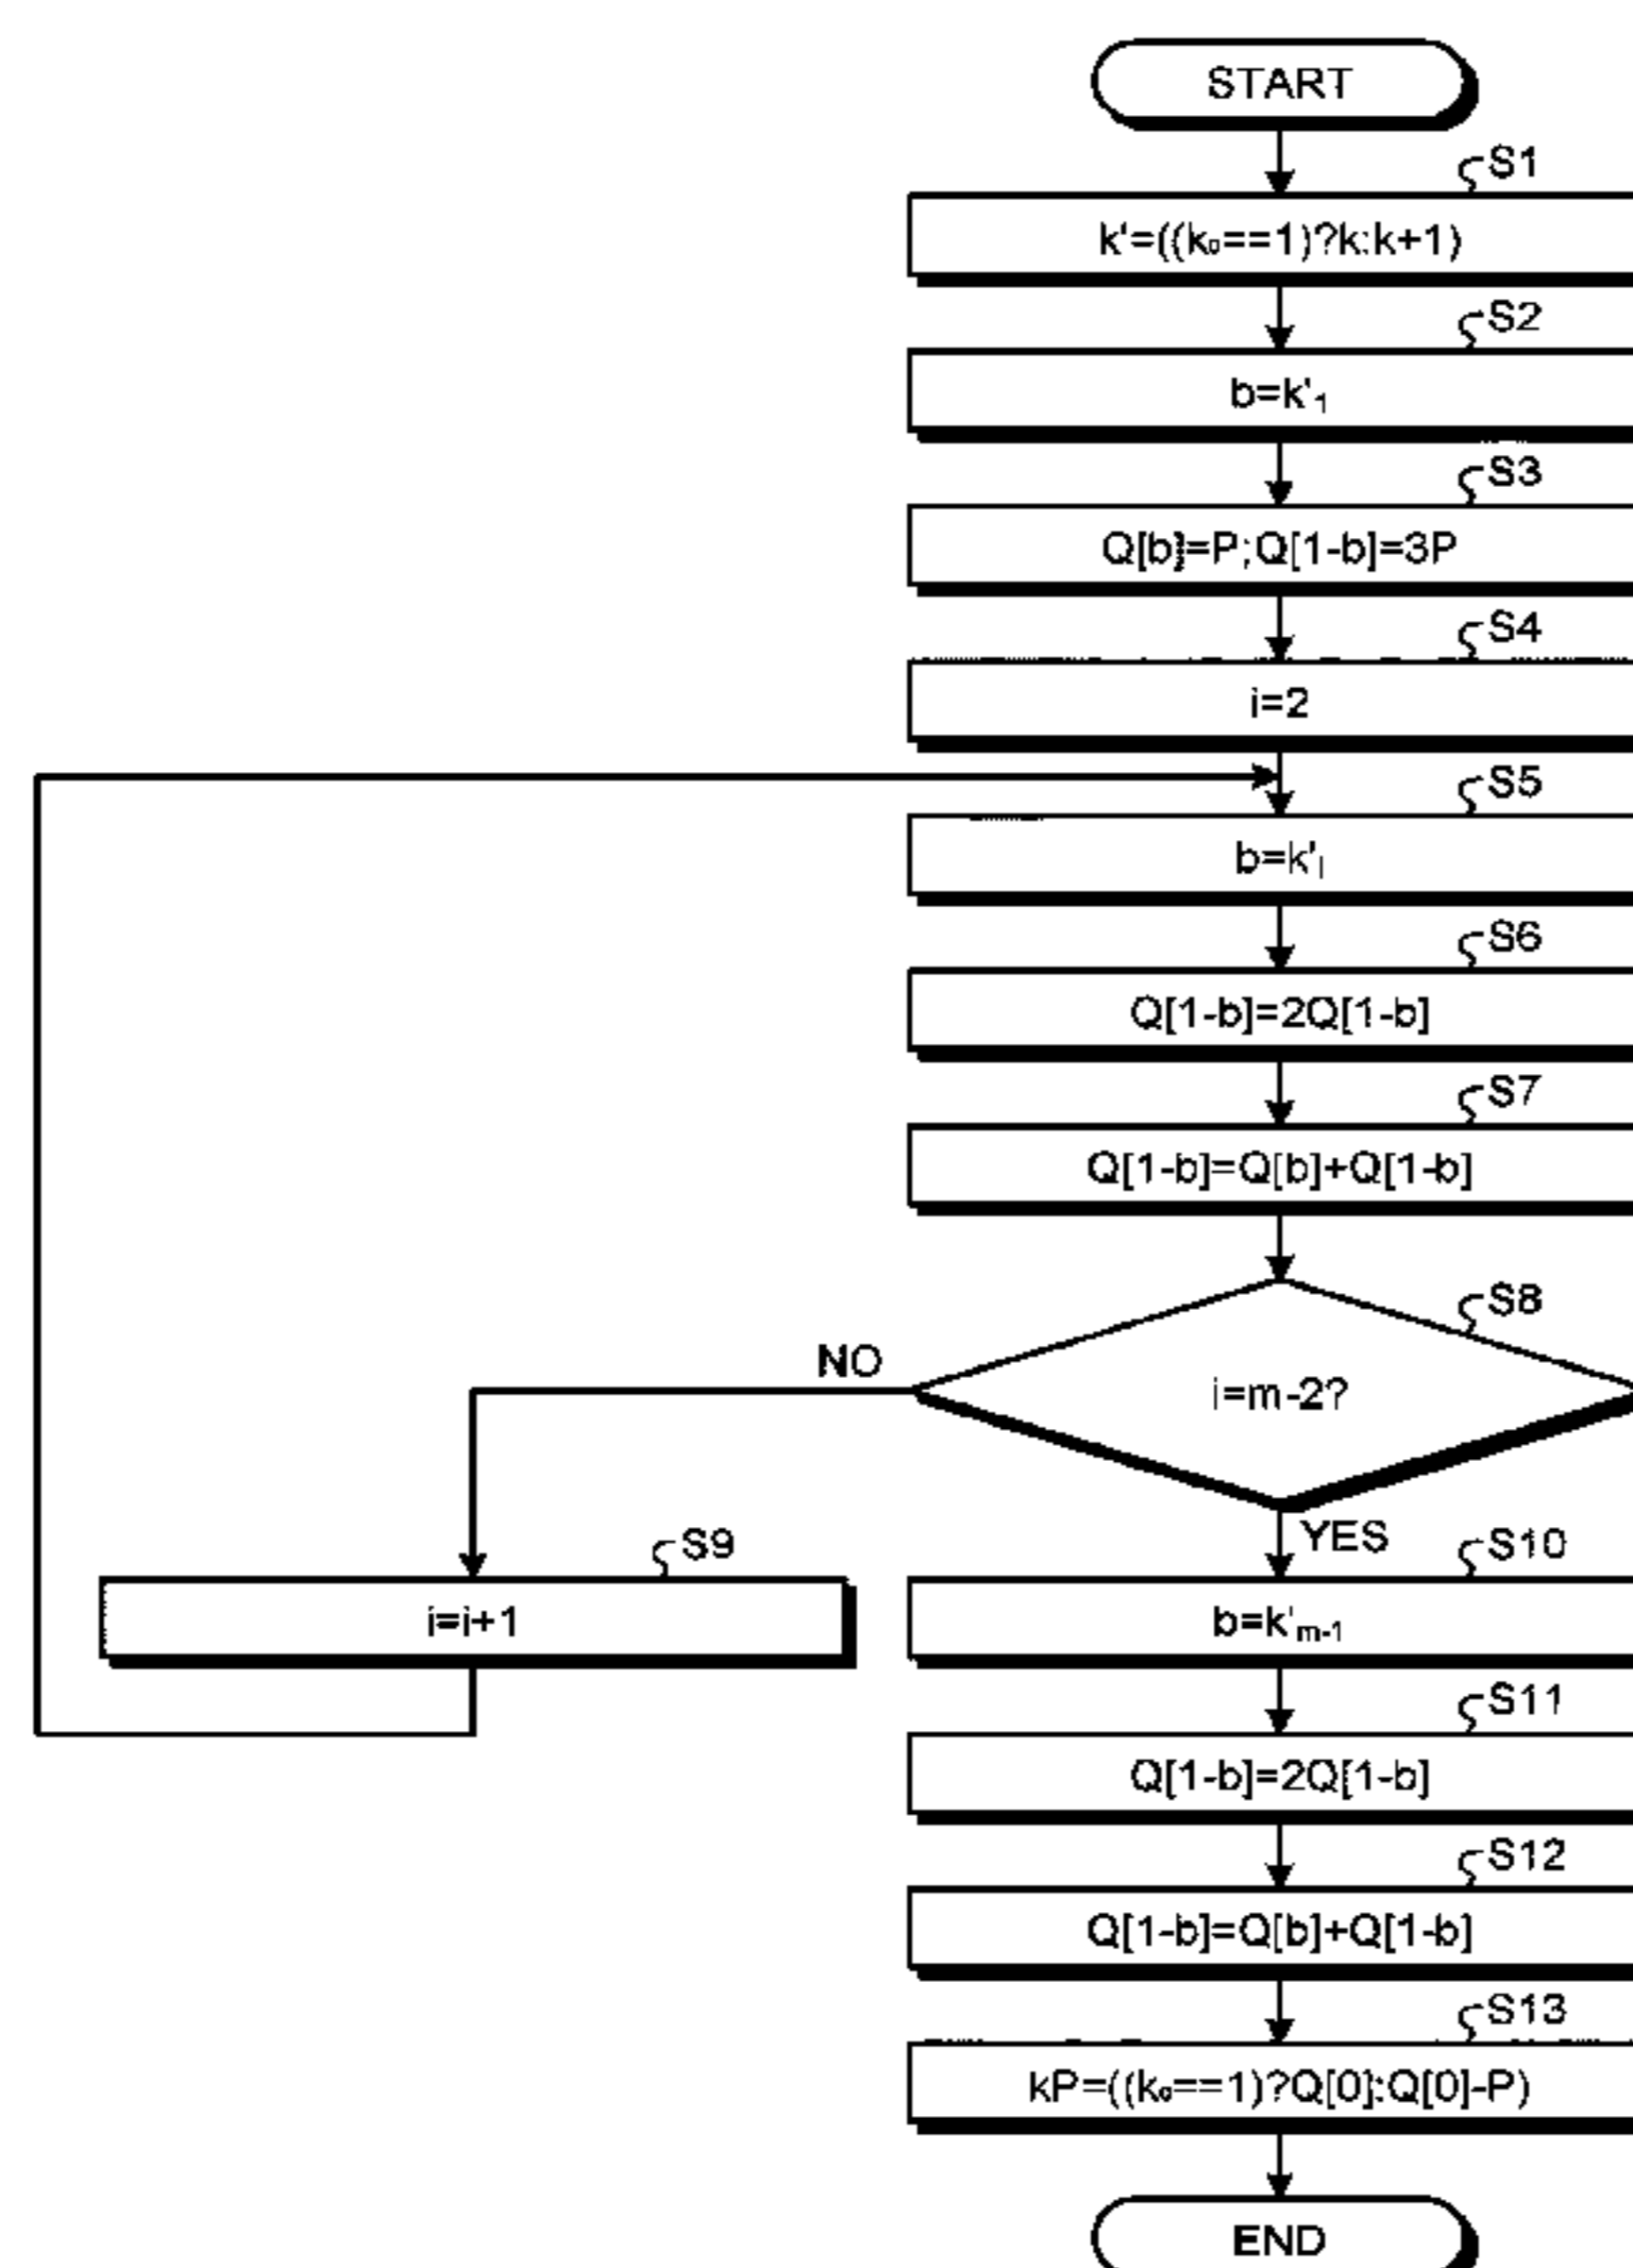 START
S1
k'=((k₀==1)?k:k+1)
S2
b=k'₁
S3
Q[b]=P;Q[1-b]=3P
S4
i=2
S5
b=k'ᵢ
S6
Q[1-b]=2Q[1-b]
S7
Q[1-b]=Q[b]+Q[1-b]
S8
NO
i=m-2?
YES
S9
i=i+1
S10
b=k'ₘ₋₁
S11
Q[1-b]=2Q[1-b]
S12
Q[1-b]=Q[b]+Q[1-b]
S13
kP=((k₀==1)?Q[0]:Q[0]-P)
END